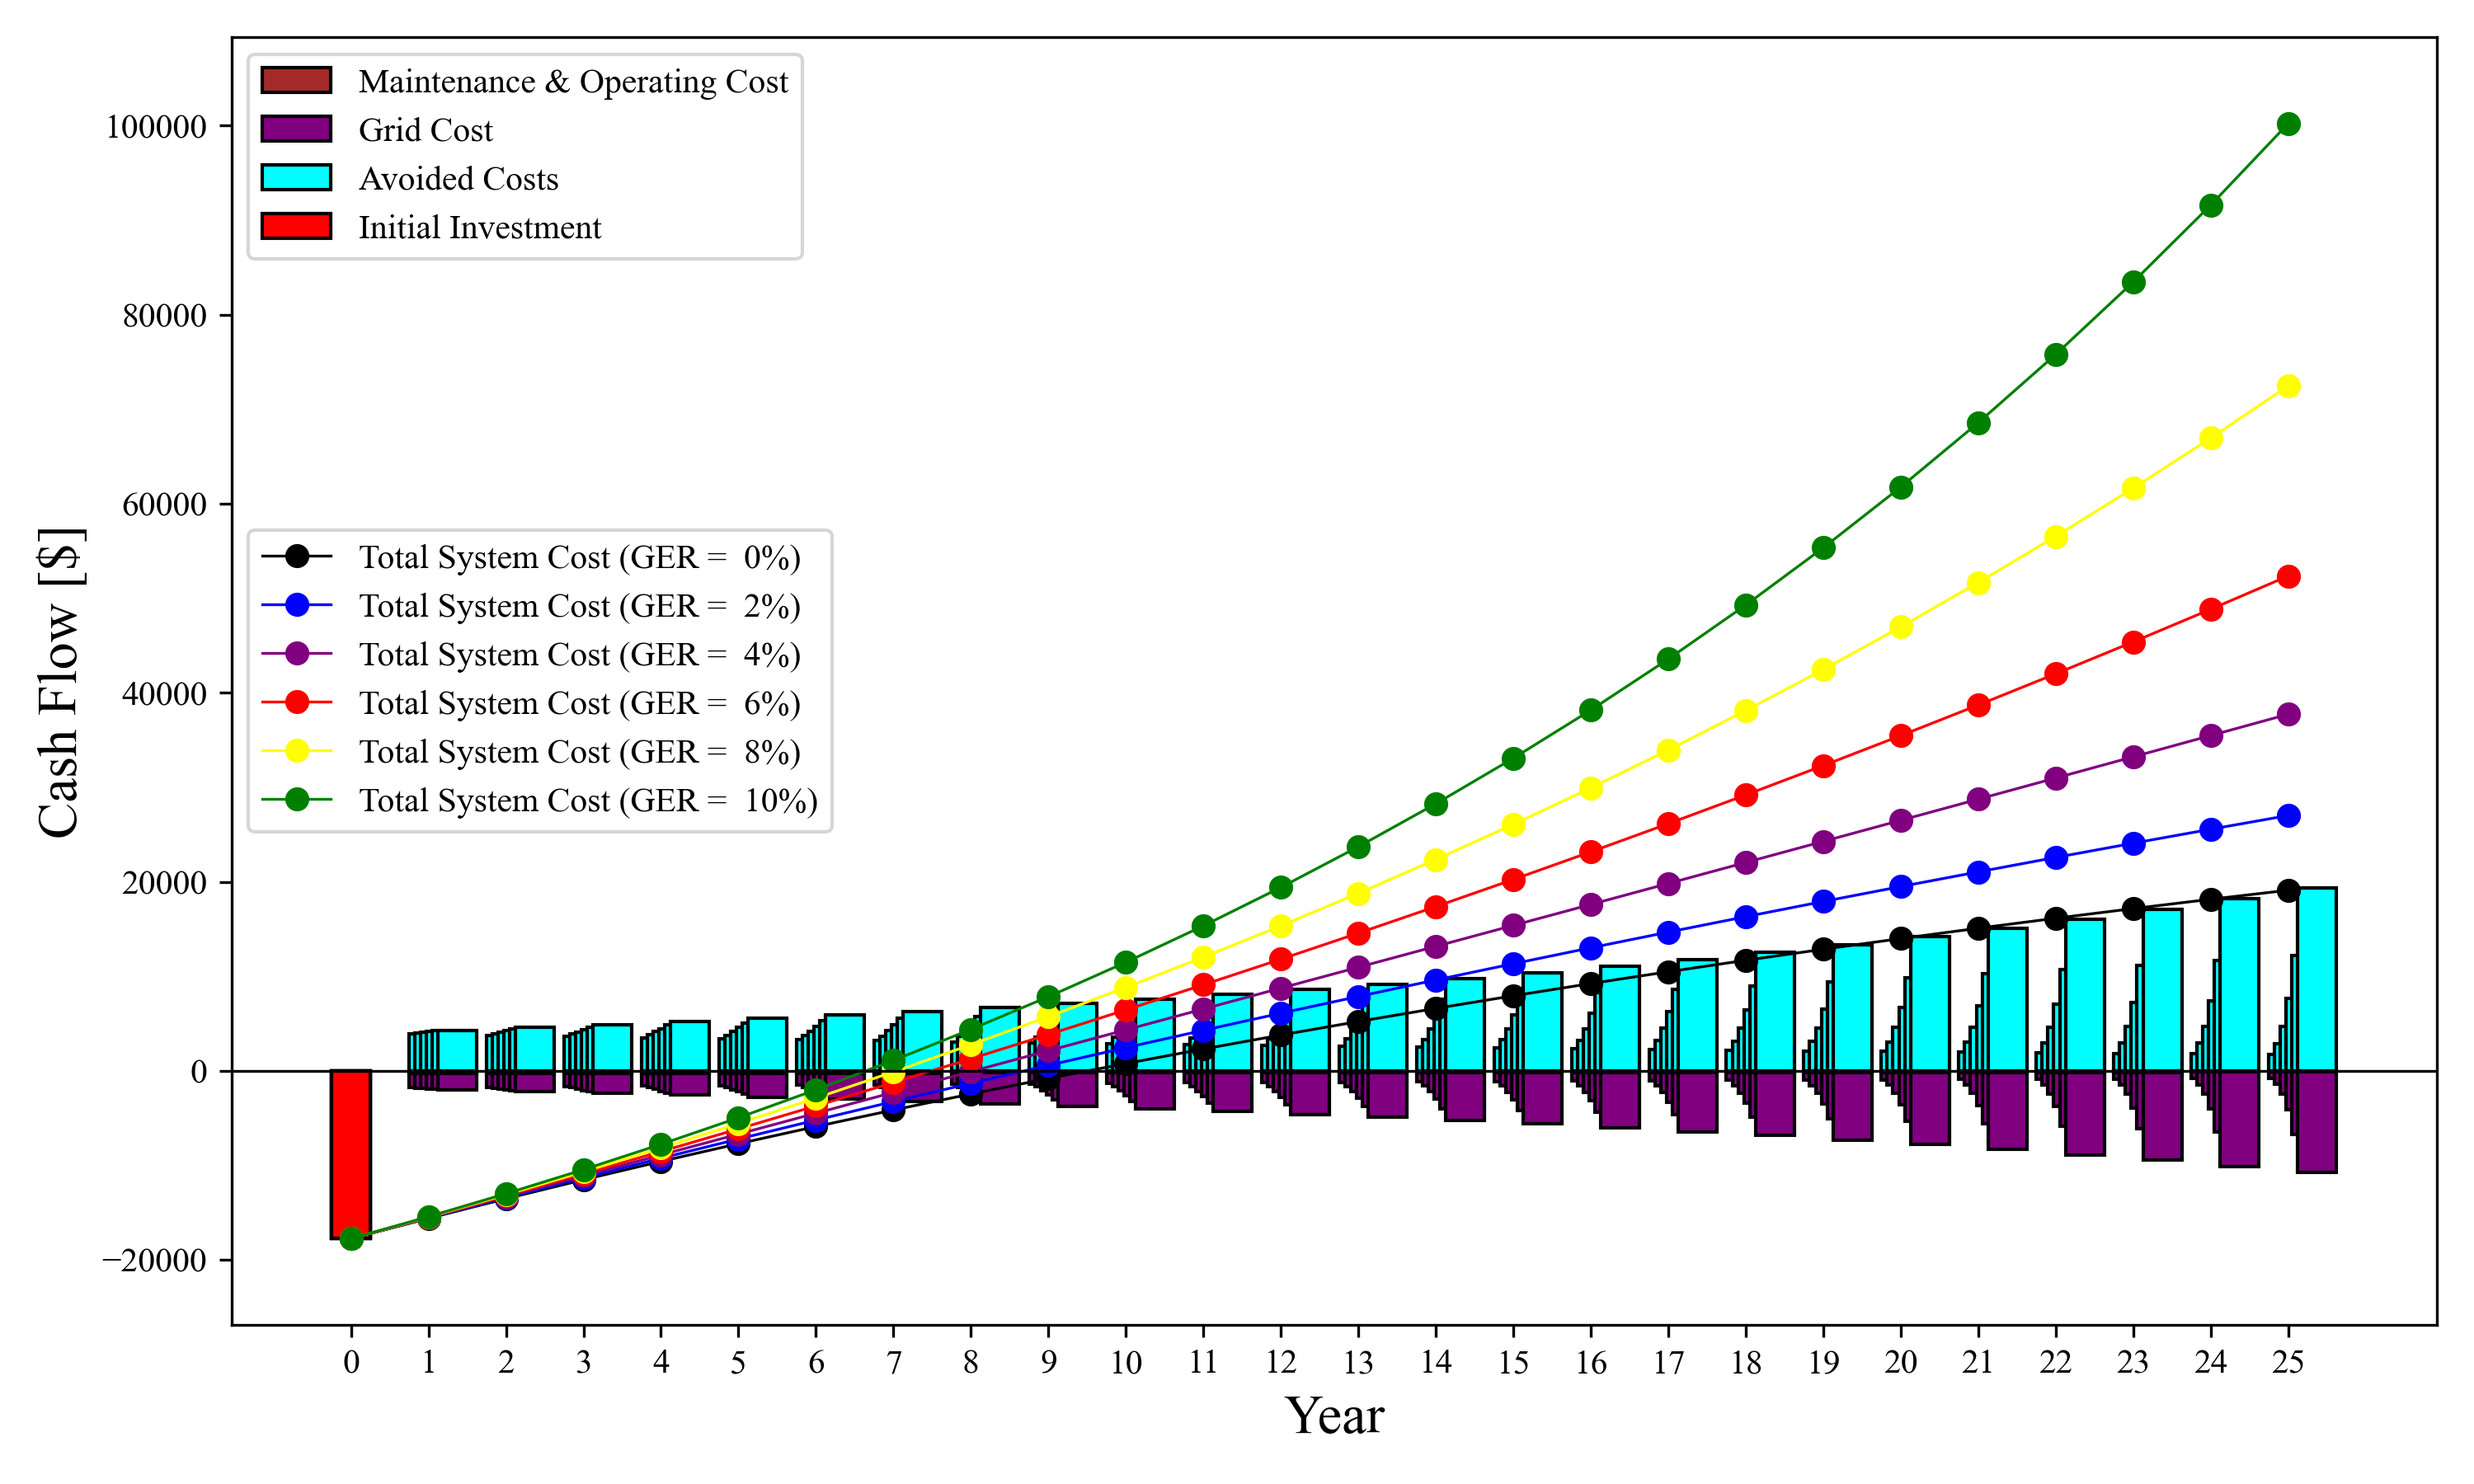 Maintenance & Operating Cost
Grid Cost
Avoided Costs
Initial Investment
Total System Cost (GER = 0%)
Total System Cost (GER = 2%)
Total System Cost (GER = 4%)
Total System Cost (GER = 6%)
Total System Cost (GER = 8%)
Total System Cost (GER = 10%)
Cash Flow [$]
100000
80000
60000
40000
20000
0
−20000
0 1 2 3 4 5 6 7 8 9 10 11 12 13 14 15 16 17 18 19 20 21 22 23 24 25
Year